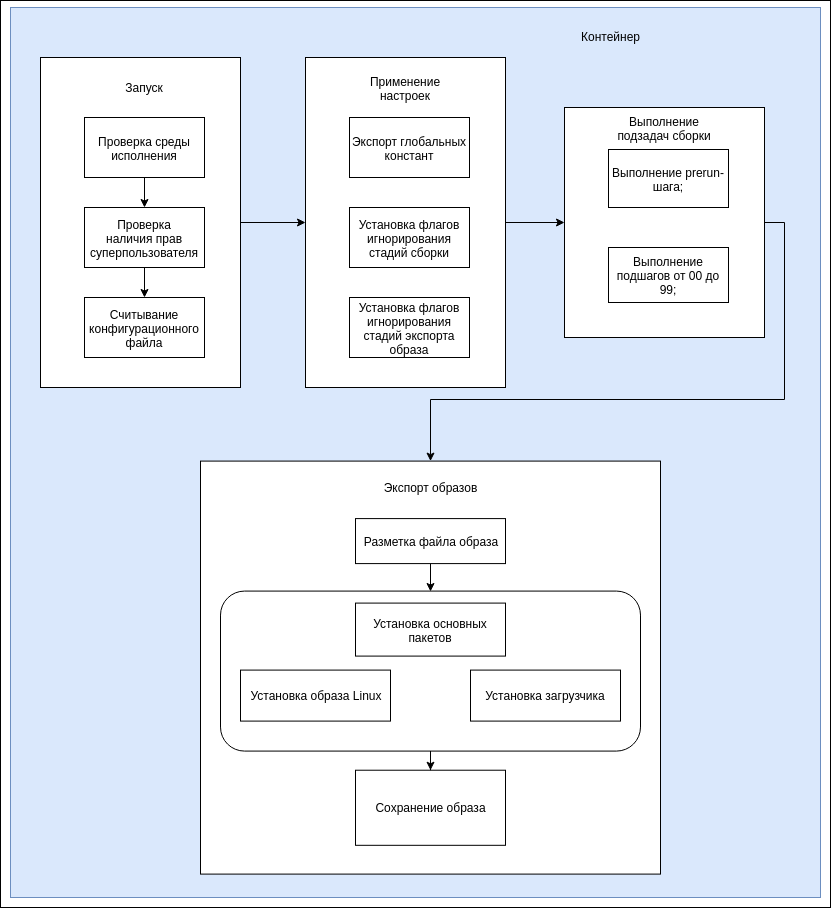 Контейнер
Запуск
Проверка среды
исполнения
Проверка
наличия прав
суперпользователя
Считывание
конфигурационного
файла
Применение
настроек
Экспорт глобальных
констант
Установка флагов
игнорирования
стадий сборки
Установка флагов
игнорирования
стадий экспорта
образа
Выполнение
подзадач сборки
Выполнение prerun-
шага;
Выполнение
подшагов от 00 до
99;
Экспорт образов
Разметка файла образа
Установка основных
пакетов
Установка образа Linux
Установка загрузчика
Сохранение образа